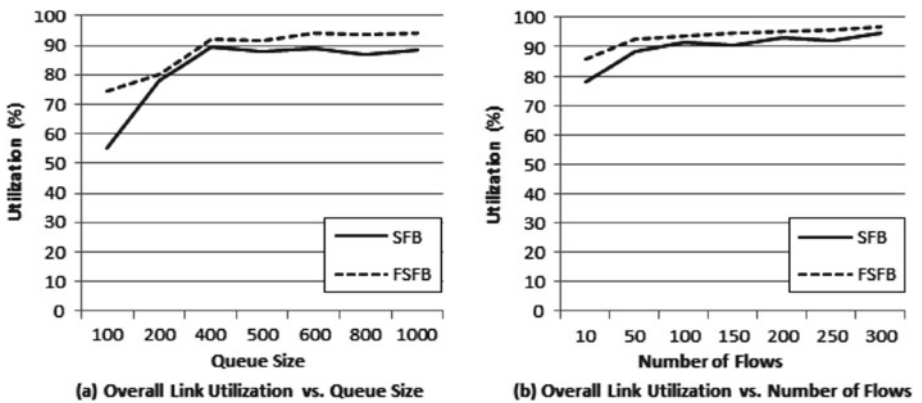 100
90
80
70
60
50
40
30
20
10
0
Utilization (%)
SFB
FSFB
100 200 400 500 600 800 1000
Queue Size
(a) Overall Link Utilization vs. Queue Size
100
90
80
70
60
50
40
30
20
10
0
Utilization (%)
SFB
FSFB
10 50 100 150 200 250 300
Number of Flows
(b) Overall Link Utilization vs. Number of Flows